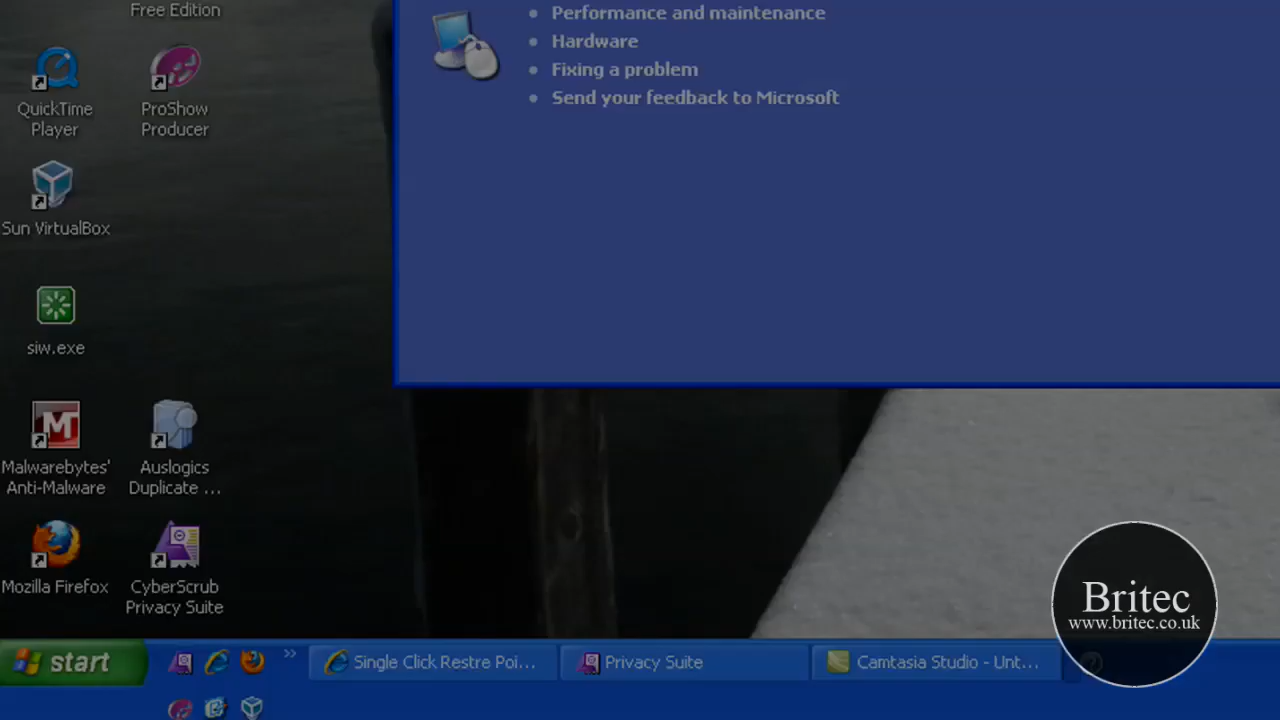 Free Edition
Performance and maintenance
Hardware
Fixing a problem
Send your feedback to Microsoft
QuickTime
Player
ProShow
Producer
Sun VirtualBox
siw.exe
M
Malwarebytes'
Anti-Malware
Auslogics
Duplicate ...
Mozilla Firefox
CyberScrub
Privacy Suite
Britec
www.britec.co.uk
start
Single Click Restre Poi...
Privacy Suite
Camtasia Studio - Unt...